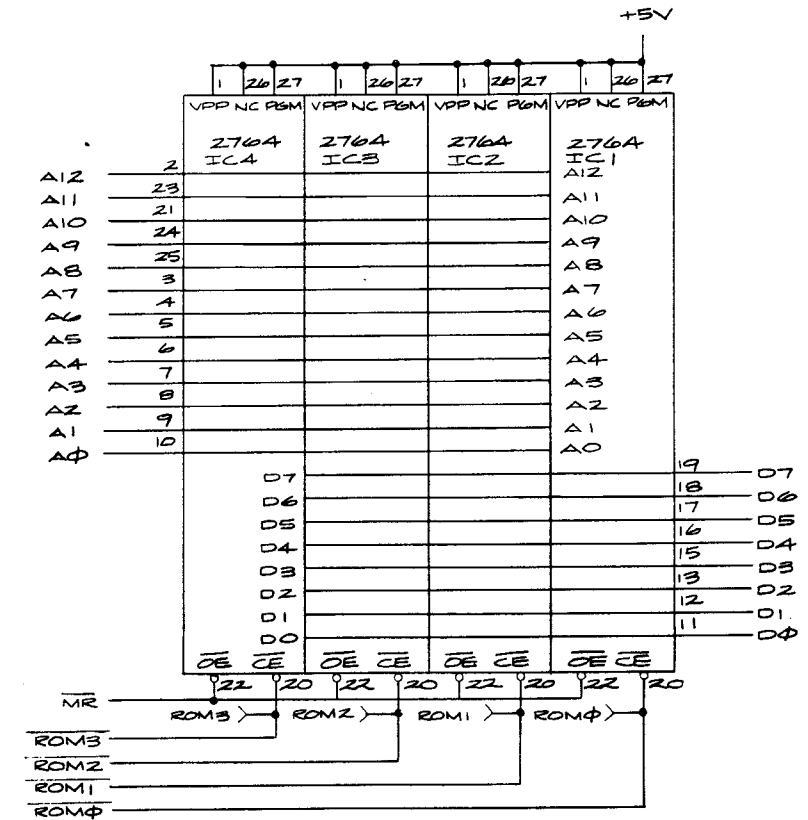 +5V
1 26 27 1 26 27 1 26 27 1 26 27
VPP NC PGM VPP NC PGM VPP NC PGM VPP NC PGM
2764 2764 2764 2764
IC4 IC3 IC2 IC1
A12 2 A12
A11 23 A11
A10 21 A10
A9 24 A9
A8 25 A8
A7 3 A7
A6 4 A6
A5 5 A5
A4 6 A4
A3 7 A3
A2 8 A2
A1 9 A1
AΦ 10 A0
D7 19 D7
D6 18 D6
D5 17 D5
D4 16 D4
D3 15 D3
D2 13 D2
D1 12 D1
D0 11 DΦ
OE CE OE CE OE CE OE CE
22 20 22 20 22 20 22 20
MR
ROM3 ROM2 ROM1 ROMΦ
ROM3
ROM2
ROM1
ROMΦ